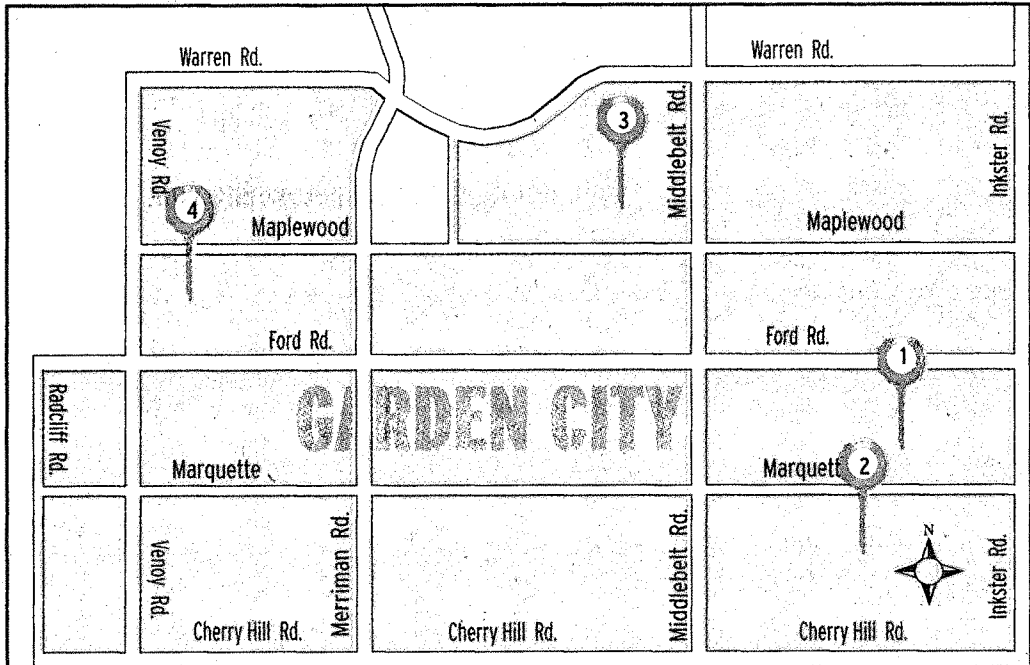 Warren Rd.
Warren Rd.
Venoy Rd.
3
Middlebelt Rd.
Inkster Rd.
4
Maplewood
Maplewood
Ford Rd.
Ford Rd.
1
Radcliff Rd.
GARDEN CITY
Marquette
Marquett
2
N
Venoy Rd.
Merriman Rd.
Middlebelt Rd.
Inkster Rd.
Cherry Hill Rd.
Cherry Hill Rd.
Cherry Hill Rd.